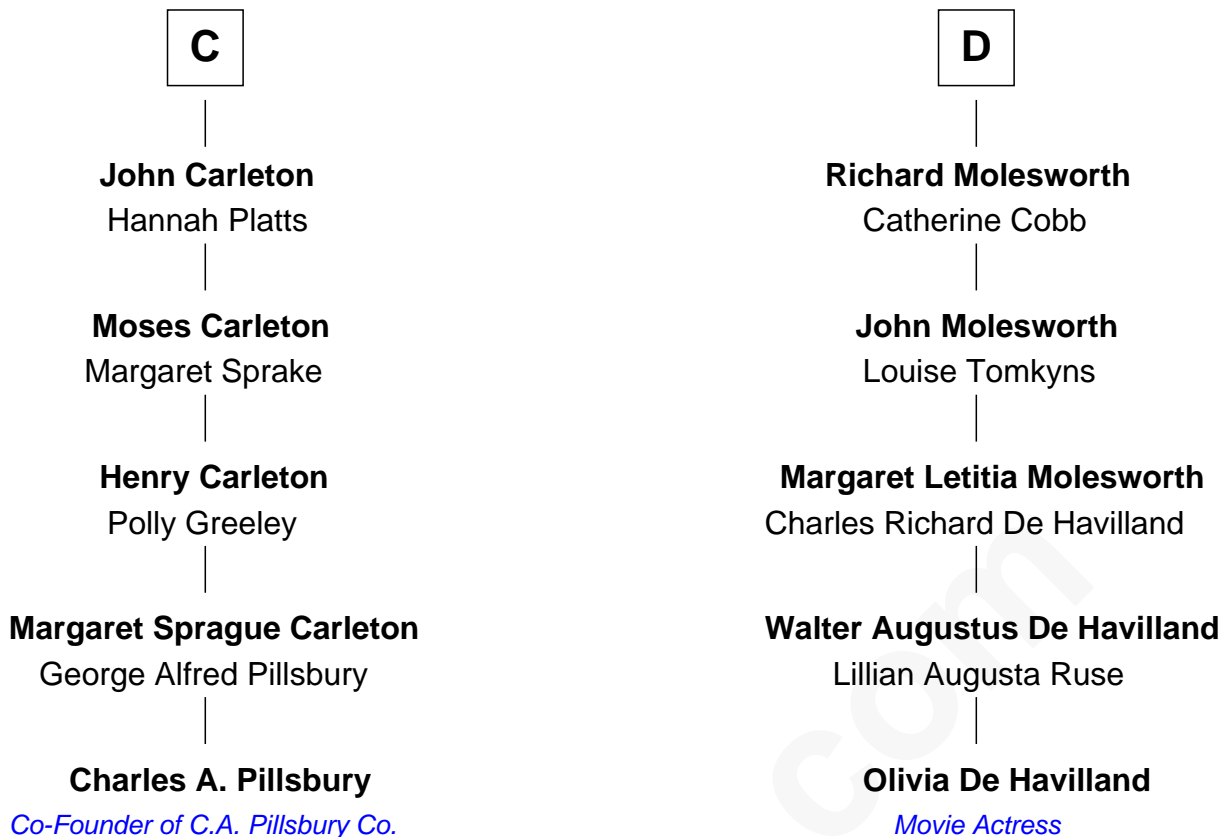 C
John Carleton
Hannah Platts
Moses Carleton
Margaret Sprake
Henry Carleton
Polly Greeley
Margaret Sprague Carleton
George Alfred Pillsbury
Charles A. Pillsbury
Co-Founder of C.A. Pillsbury Co.
D
Richard Molesworth
Catherine Cobb
John Molesworth
Louise Tomkyns
Margaret Letitia Molesworth
Charles Richard De Havilland
Walter Augustus De Havilland
Lillian Augusta Ruse
Olivia De Havilland
Movie Actress
com